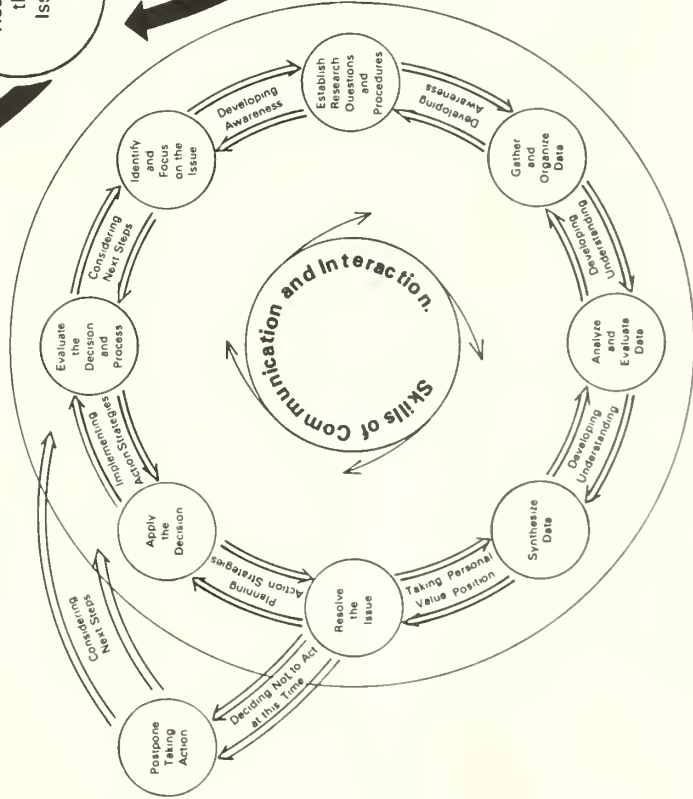 Identify
and
Focus
on the
Issue
Developing
Awareness
Establish
Research
Questions
and
Procedures
Developing
Awareness
Gather
and
Organize
Data
Developing
Understanding
Analyze
and
Evaluate
Data
Developing
Understanding
Synthesize
Data
Taking Personal
Value Position
Resolve
the
Issue
Planning
Action Strategies
Apply
the
Decision
Implementing
Action Strategies
Evaluate
the
Decision
and
Process
Considering
Next Steps
Deciding Not to Act
at this Time
Postpone
Taking
Action
Considering
Next Steps
Skills of Communication and Interaction.